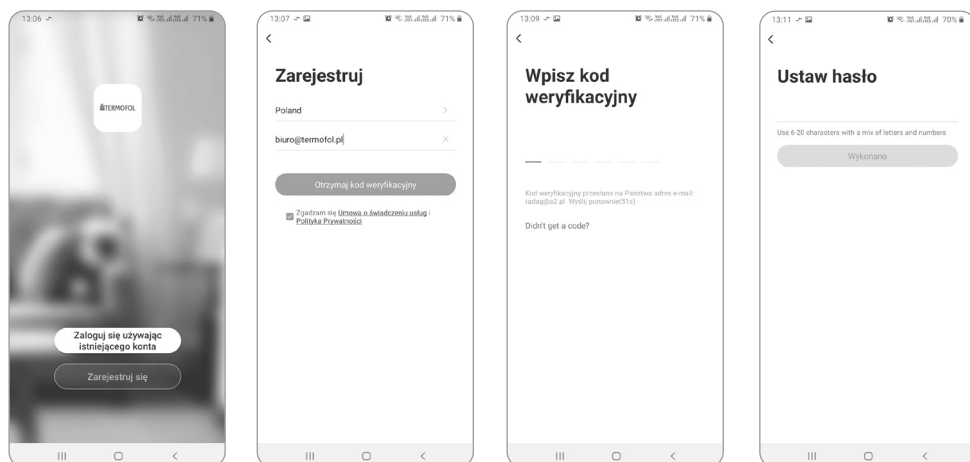 13:06
71%
TERMOFOL
Zaloguj się używając
istniejącego konta
Zarejestruj się
13:07
71%
Zarejestruj
Poland
biuro@termofol.pl
Otrzymaj kod weryfikacyjny
Zgadzam się Umowa o świadczeniu usług i
Polityka Prywatności
13:09
71%
Wpisz kod
weryfikacyjny
Kod weryfikacyjny przesłano na Państwa adres e-mail:
tadag@o2.pl Wyślij ponownie(51s)
Didn't get a code?
13:11
70%
Ustaw hasło
Use 6-20 characters with a mix of letters and numbers
Wykonano